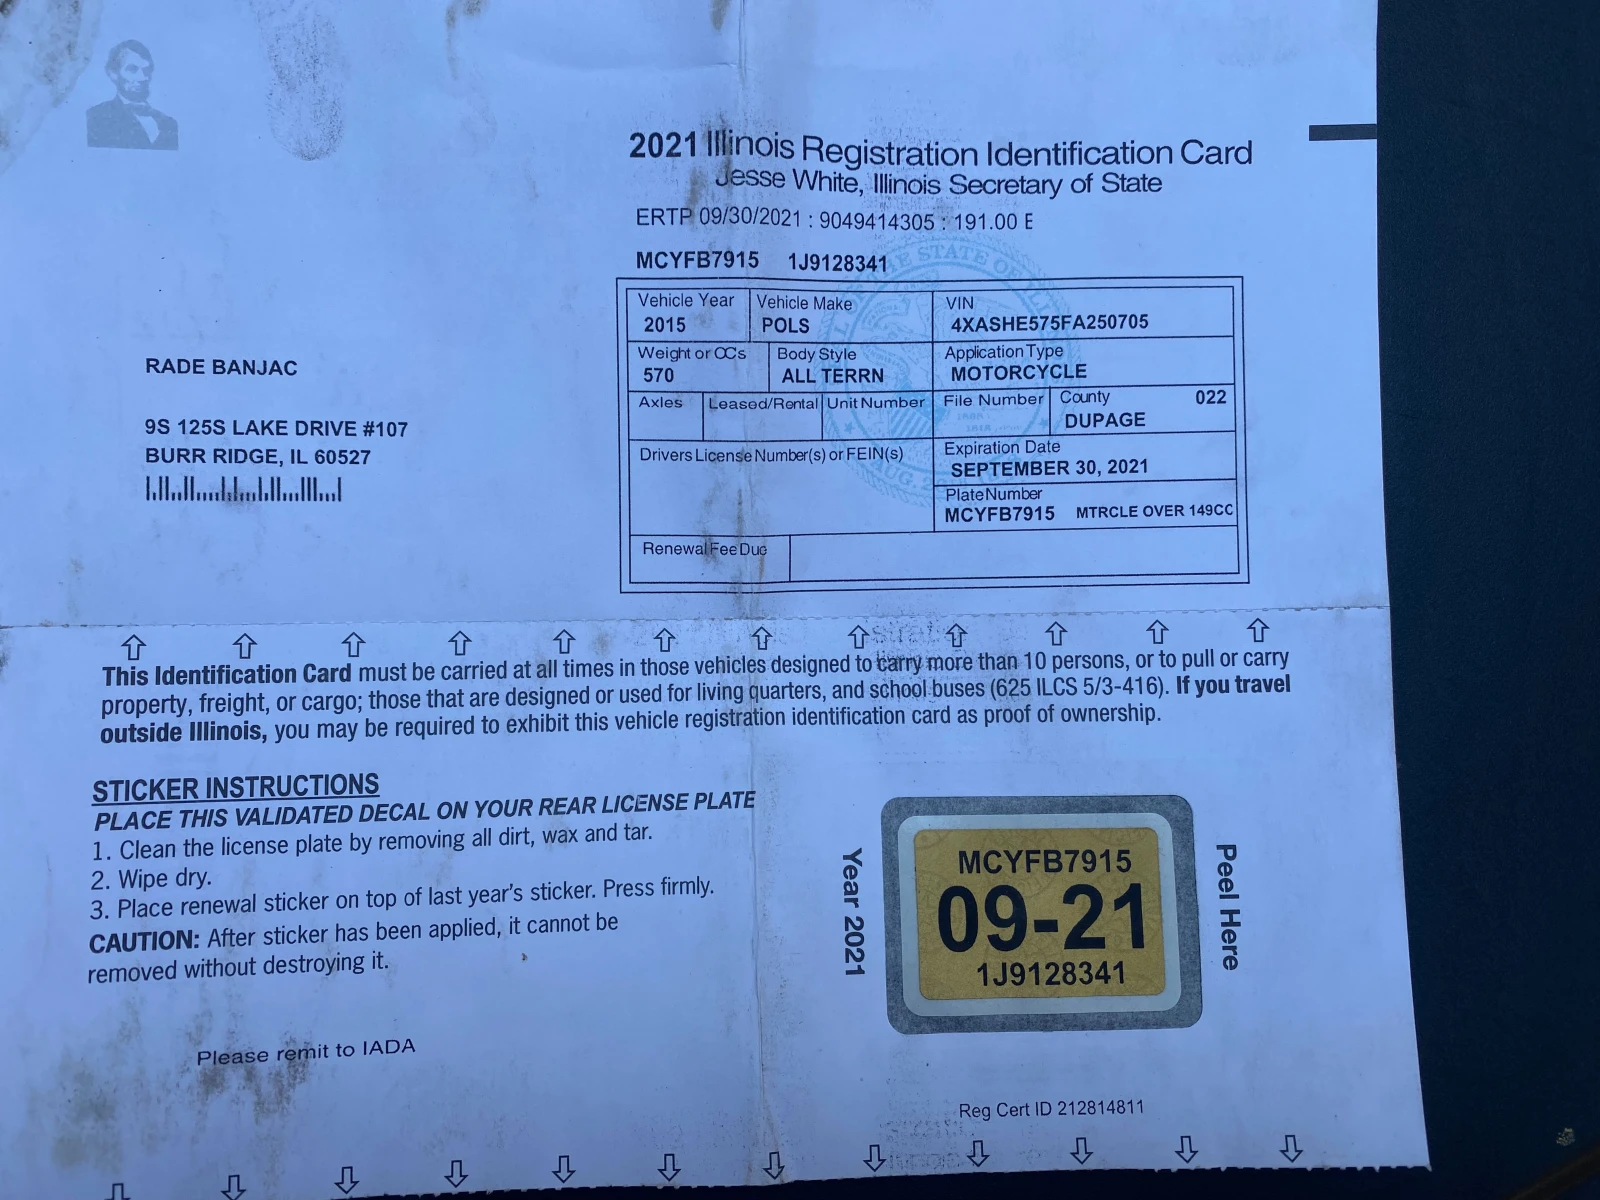 2021 Illinois Registration Identification Card
Jesse White, Illinois Secretary of State
ERTP 09/30/2021 : 9049414305 : 191.00 E
MCYFB7915 1J9128341
Vehicle Year Vehicle Make VIN
2015 POLS 4XASHE575FA250705
Weight or CCs Body Style Application Type
570 ALL TERRN MOTORCYCLE
Axles Leased/Rental Unit Number File Number County 022
DUPAGE
Drivers License Number(s) or FEIN(s) Expiration Date
SEPTEMBER 30, 2021
Plate Number
MCYFB7915 MTRCLE OVER 149CC
Renewal Fee Due
RADE BANJAC
9S 125S LAKE DRIVE #107
BURR RIDGE, IL 60527
This Identification Card must be carried at all times in those vehicles designed to carry more than 10 persons, or to pull or carry
property, freight, or cargo; those that are designed or used for living quarters, and school buses (625 ILCS 5/3-416). If you travel
outside Illinois, you may be required to exhibit this vehicle registration identification card as proof of ownership.
STICKER INSTRUCTIONS
PLACE THIS VALIDATED DECAL ON YOUR REAR LICENSE PLATE
1. Clean the license plate by removing all dirt, wax and tar.
2. Wipe dry.
3. Place renewal sticker on top of last year's sticker. Press firmly.
CAUTION: After sticker has been applied, it cannot be
removed without destroying it.
Year 2021
MCYFB7915
09-21
1J9128341
Peel Here
Please remit to IADA
Reg Cert ID 212814811